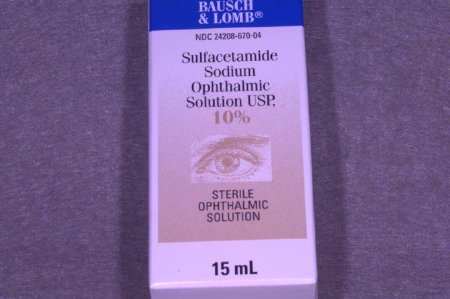 BAUSCH
& LOMB®
NDC 24208-670-04
Sulfacetamide
Sodium
Ophthalmic
Solution USP,
10%
STERILE
OPHTHALMIC
SOLUTION
15 mL